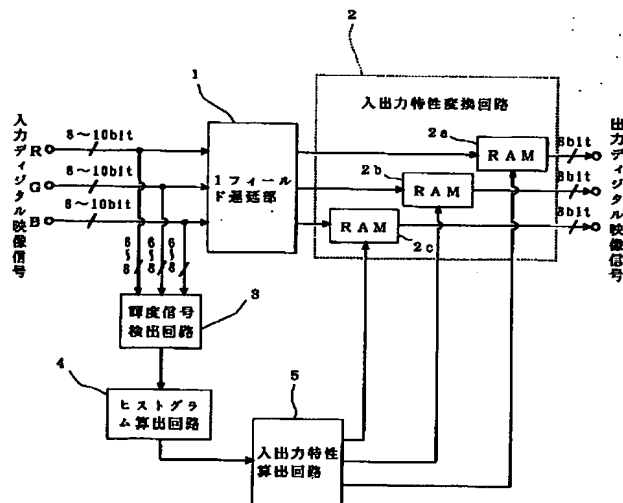 2
1
入出力特性変換回路
入力ディジタル映像信号
出力ディジタル映像信号
R
8～10bit
G
8～10bit
B
8～10bit
1フィール
ド遅延部
2a
RAM
8bit
2b
RAM
8bit
RAM
2c
8bit
6～8
6～8
6～8
輝度信号
検出回路
3
4
ヒストグラ
ム算出回路
5
入出力特性
算出回路